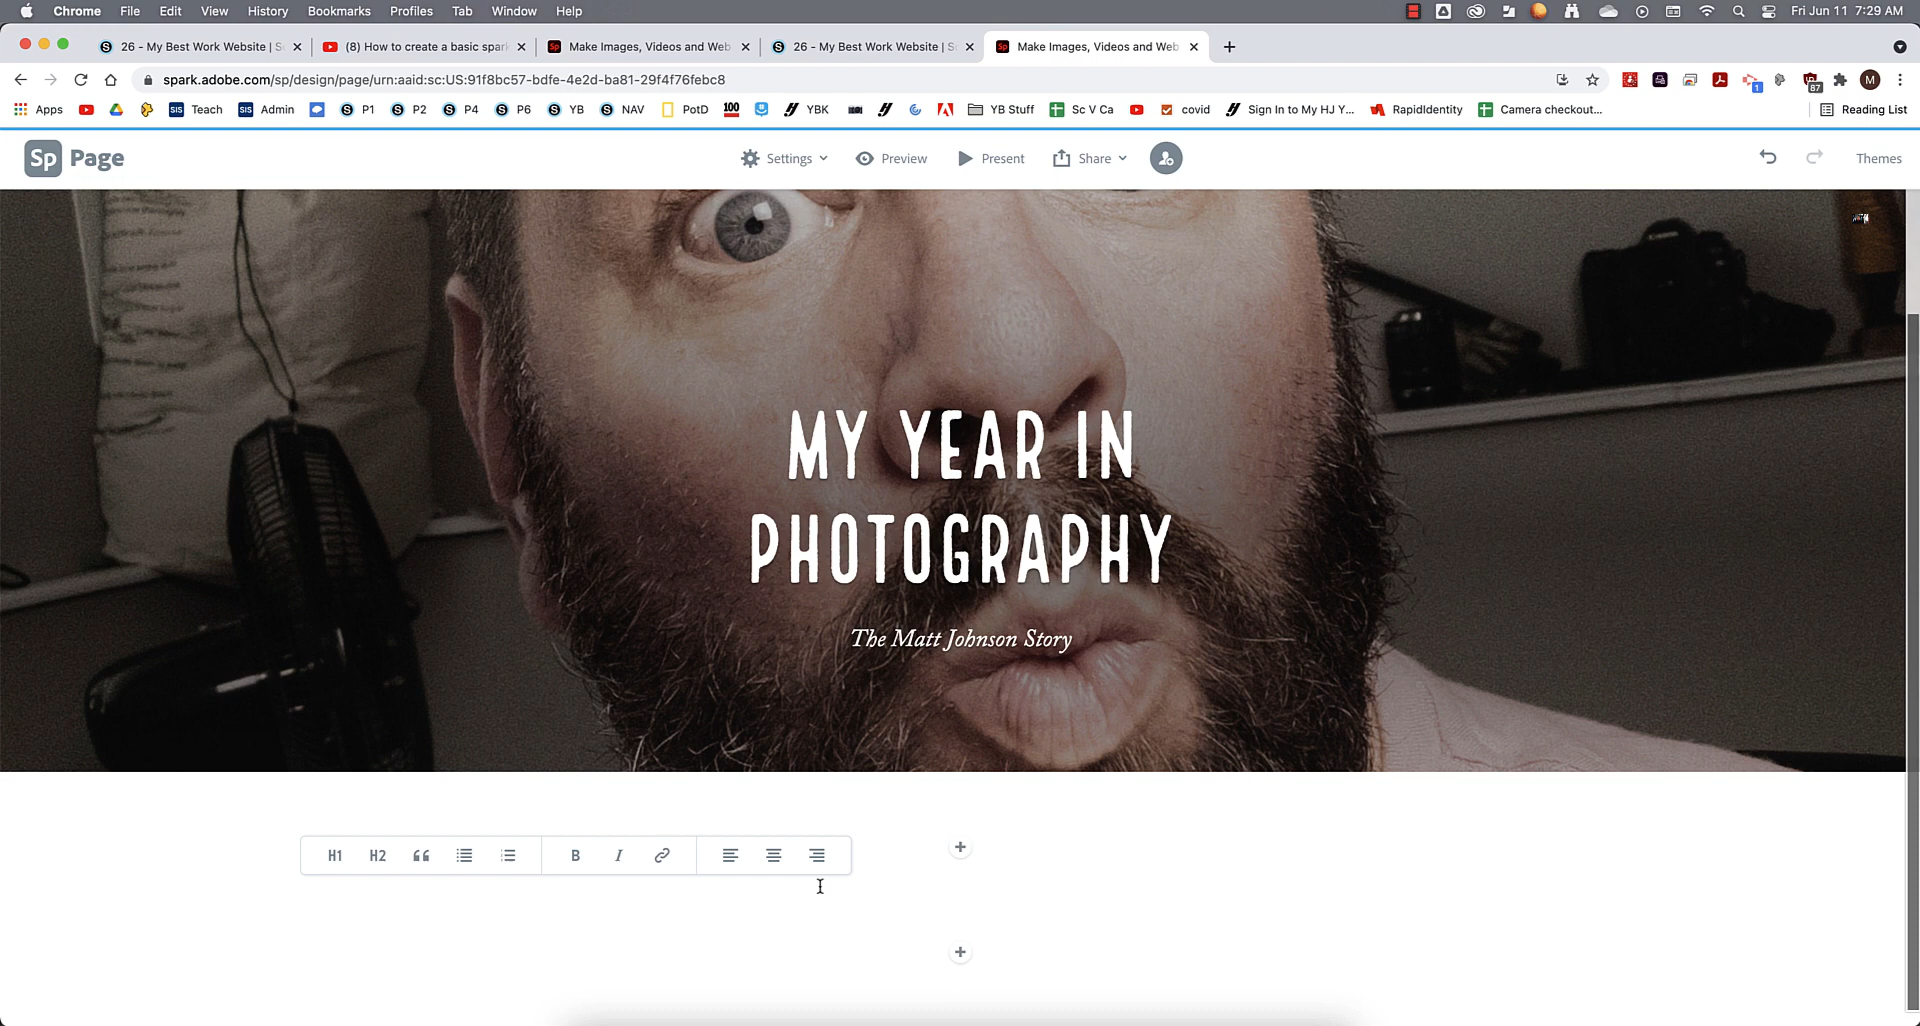 Chrome File Edit View History Bookmarks Profiles Tab Window Help Fri Jun 11 7:29 AM
26 - My Best Work Website | S (8) How to create a basic spar Make Images, Videos and Web 26 - My Best Work Website | S Make Images, Videos and Web
spark.adobe.com/sp/design/page/urn:aaid:sc:US:91f8bc57-bdfe-4e2d-ba81-29f4f76febc8 1 87 M
Apps SIS Teach SIS Admin S P1 S P2 S P4 S P6 S YB S NAV PotD 100 YBK YB Stuff Sc V Ca covid Sign In to My HJ Y... RapidIdentity Camera checkout... Reading List
Sp Page Settings Preview Present Share Themes
MY YEAR IN
PHOTOGRAPHY
The Matt Johnson Story
H1 H2 B I